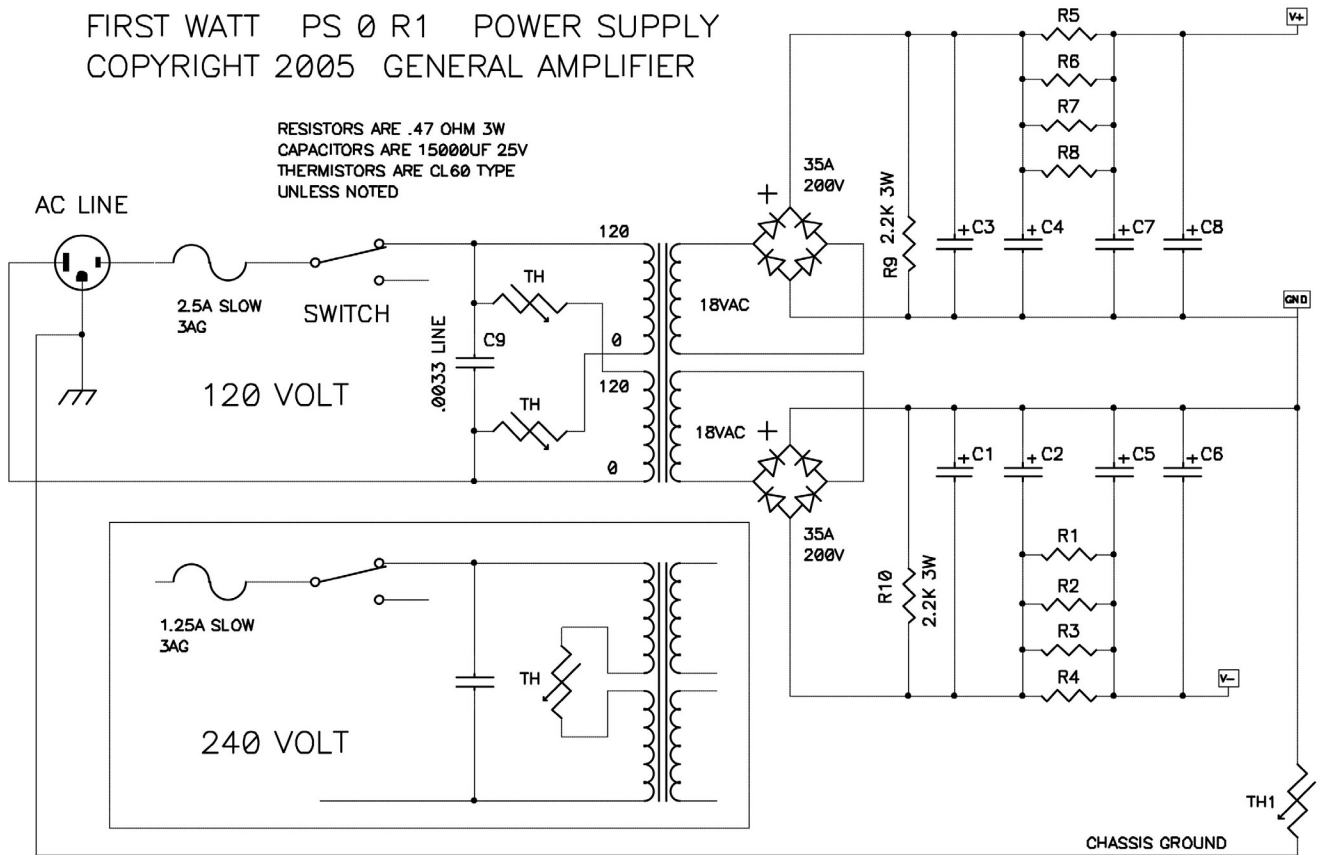 FIRST WATT PS 0 R1 POWER SUPPLY
COPYRIGHT 2005 GENERAL AMPLIFIER
RESISTORS ARE .47 OHM 3W
CAPACITORS ARE 15000UF 25V
THERMISTORS ARE CL60 TYPE
UNLESS NOTED
AC LINE
2.5A SLOW
3AG
SWITCH
120 VOLT
.0033 LINE
C9
TH
TH
120
0
120
0
18VAC
18VAC
+
35A
200V
+
35A
200V
R9 2.2K 3W
+C3
+C4
+C7
+C8
R5
R6
R7
R8
V+
GND
R10
2.2K 3W
+C1
+C2
+C5
+C6
R1
R2
R3
R4
V-
TH1
CHASSIS GROUND
1.25A SLOW
3AG
TH
240 VOLT